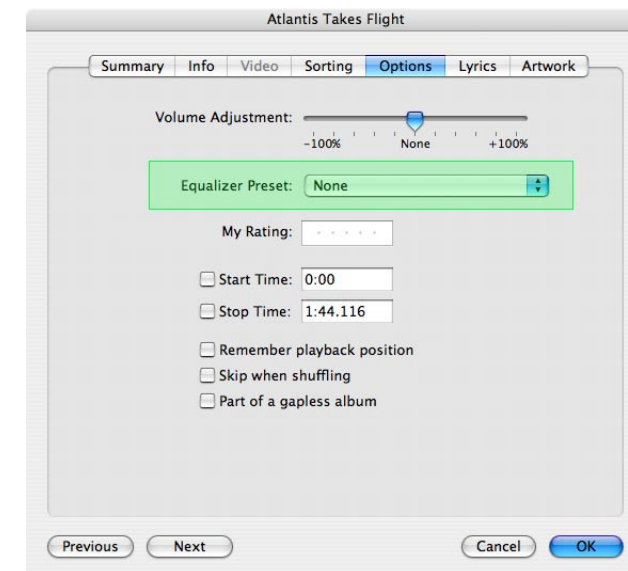 Atlantis Takes Flight
Summary Info Video Sorting Options Lyrics Artwork
Volume Adjustment:
-100% None +100%
Equalizer Preset: None
My Rating:
Start Time: 0:00
Stop Time: 1:44.116
Remember playback position
Skip when shuffling
Part of a gapless album
Previous Next Cancel OK